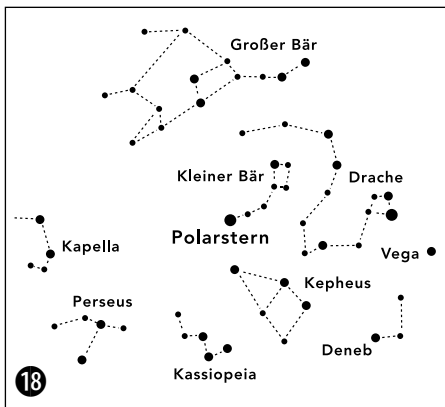 Großer Bär
Kleiner Bär
Drache
Polarstern
Kapella
Vega
Kepheus
Perseus
Deneb
Kassiopeia
18